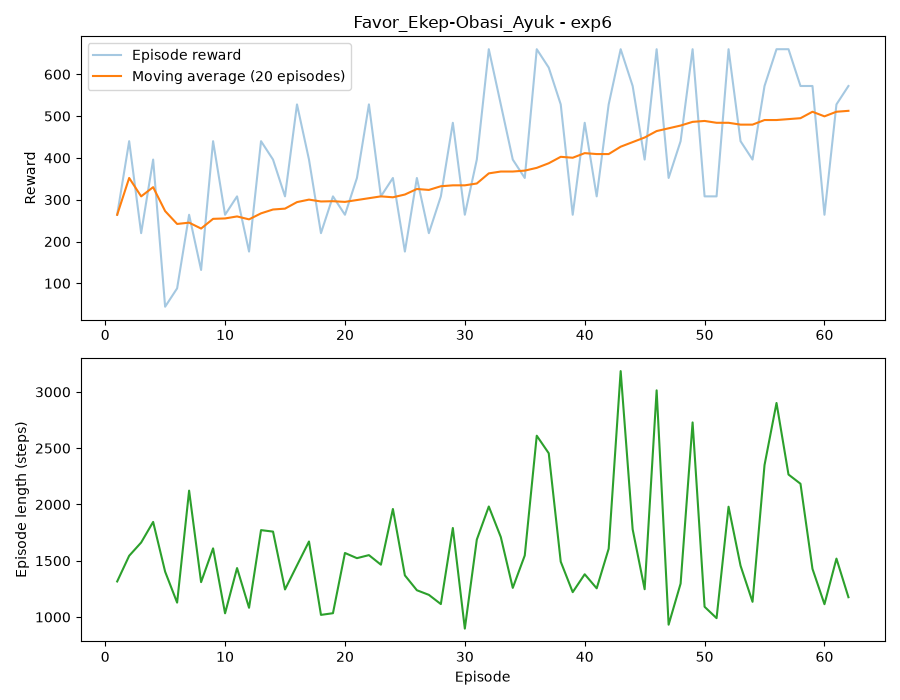 Favor_Ekep-Obasi_Ayuk - exp6
Episode reward
Moving average (20 episodes)
Reward
600
500
400
300
200
100
0 10 20 30 40 50 60
Episode length (steps)
3000
2500
2000
1500
1000
0 10 20 30 40 50 60
Episode